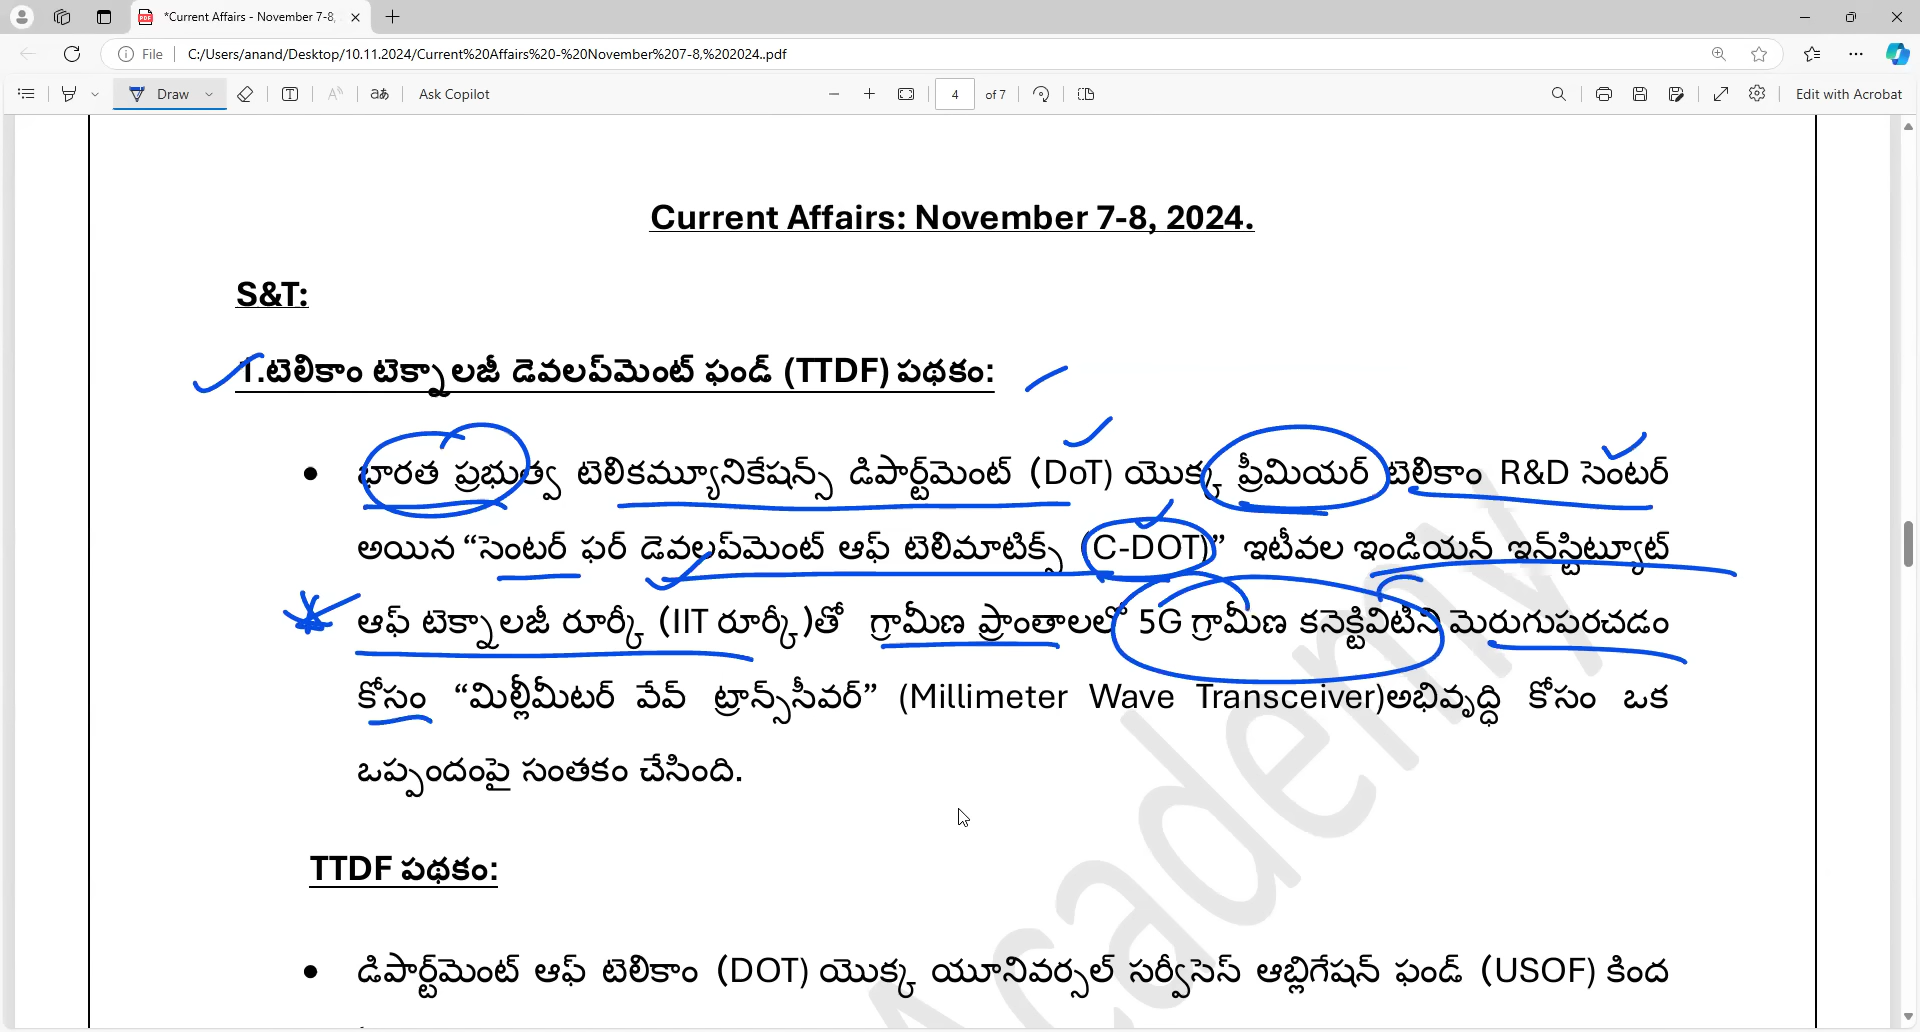 *Current Affairs - November 7-8,
File
C:/Users/anand/Desktop/10.11.2024/Current%20Affairs%20-%20November%207-8,%202024..pdf
Draw
aあ
Ask Copilot
4 of 7
Edit with Acrobat
Current Affairs: November 7-8, 2024.
S&T:
1.టెలికాం టెక్నాలజీ డెవలప్‌మెంట్ ఫండ్ (TTDF) పథకం:
• భారత ప్రభుత్వ టెలికమ్యూనికేషన్స్ డిపార్ట్‌మెంట్ (DoT) యొక్క ప్రీమియర్ టెలికాం R&D సెంటర్
అయిన “సెంటర్ ఫర్ డెవలప్‌మెంట్ ఆఫ్ టెలిమాటిక్స్ (C-DOT)” ఇటీవల ఇండియన్ ఇన్‌స్టిట్యూట్
ఆఫ్ టెక్నాలజీ రూర్కీ (IIT రూర్కీ)తో గ్రామీణ ప్రాంతాలలో 5G గ్రామీణ కనెక్టివిటీని మెరుగుపరచడం
కోసం “మిల్లీమీటర్ వేవ్ ట్రాన్స్‌సీవర్” (Millimeter Wave Transceiver)అభివృద్ధి కోసం ఒక
ఒప్పందంపై సంతకం చేసింది.
TTDF పథకం:
• డిపార్ట్‌మెంట్ ఆఫ్ టెలికాం (DOT) యొక్క యూనివర్సల్ సర్వీసెస్ ఆబ్లిగేషన్ ఫండ్ (USOF) కింద
Academy